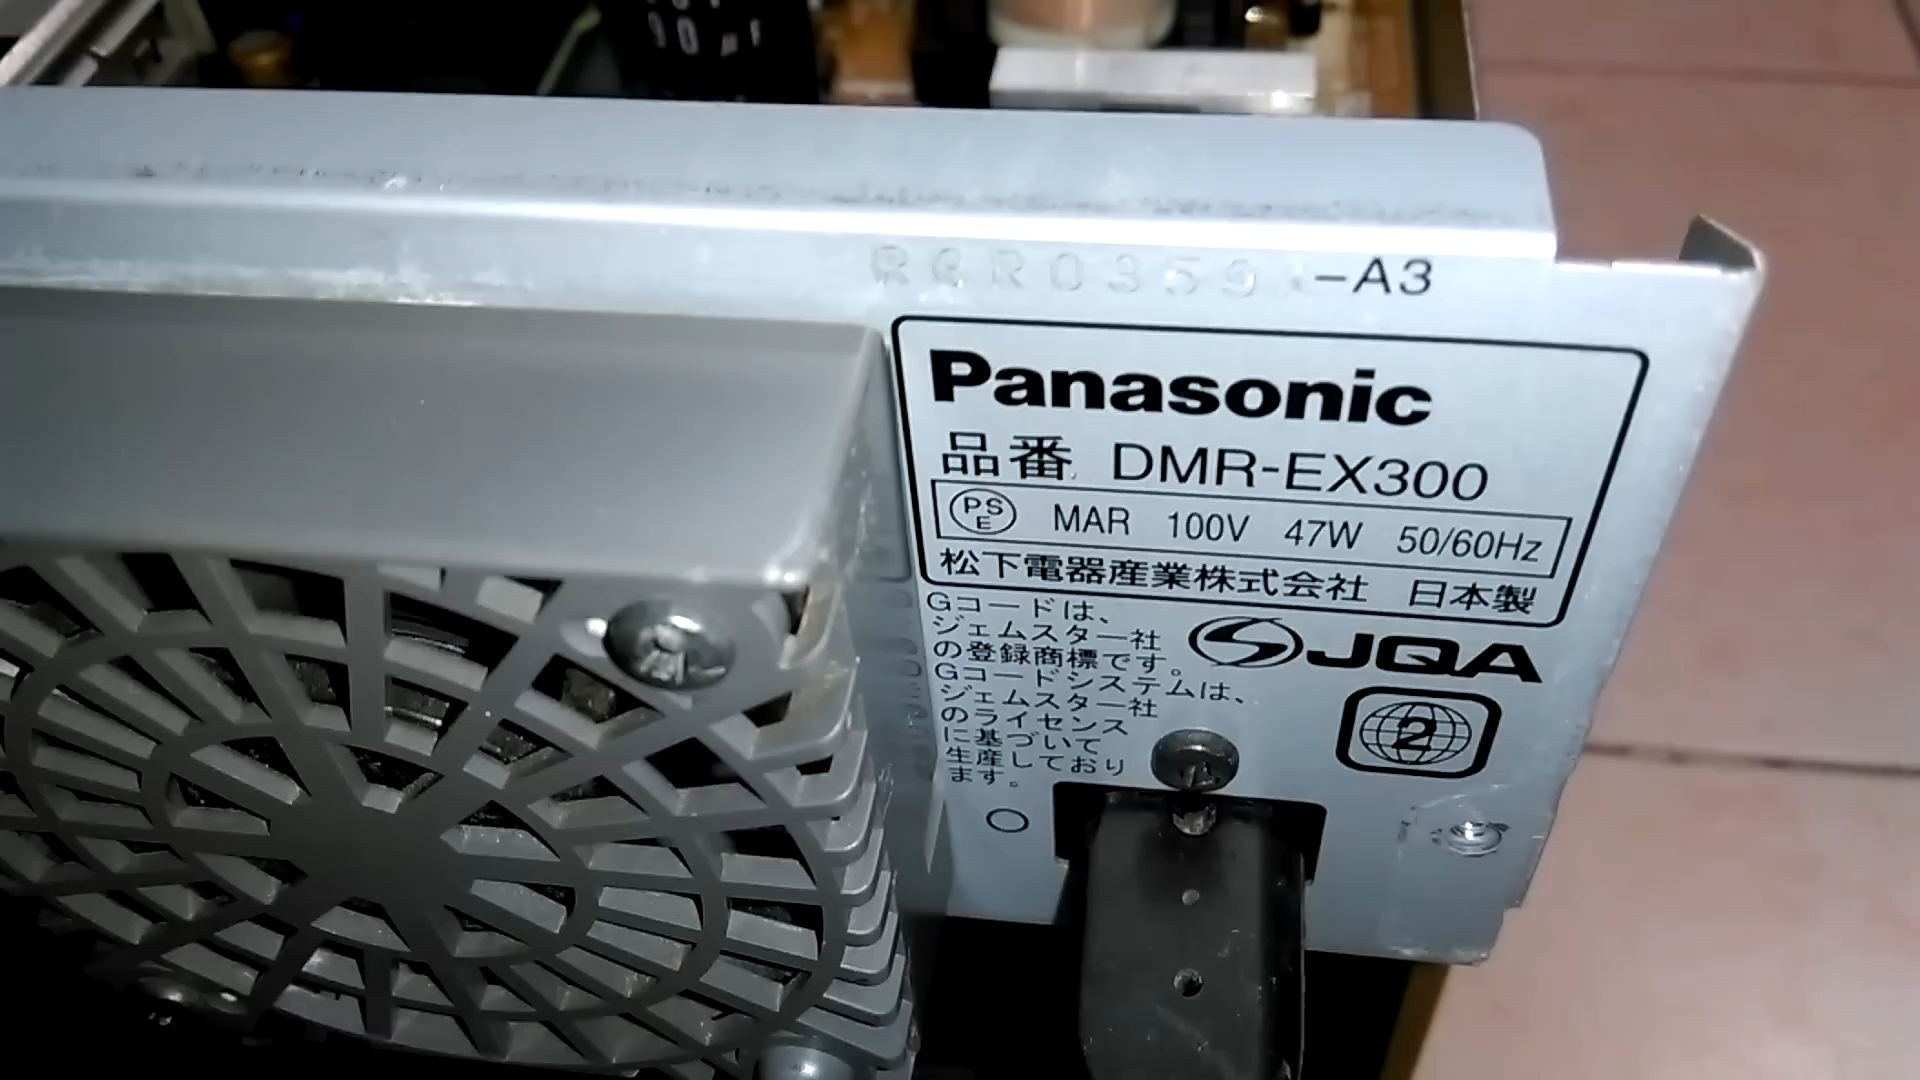 -A3
Panasonic
品番 DMR-EX300
PSE MAR 100V 47W 50/60Hz
松下電器産業株式会社 日本製
Gコードは、
ジェムスター社
の登録商標です。
Gコードシステムは、
ジェムスター社
のライセンス
に基づいて
生産しており
ます。
JQA
2